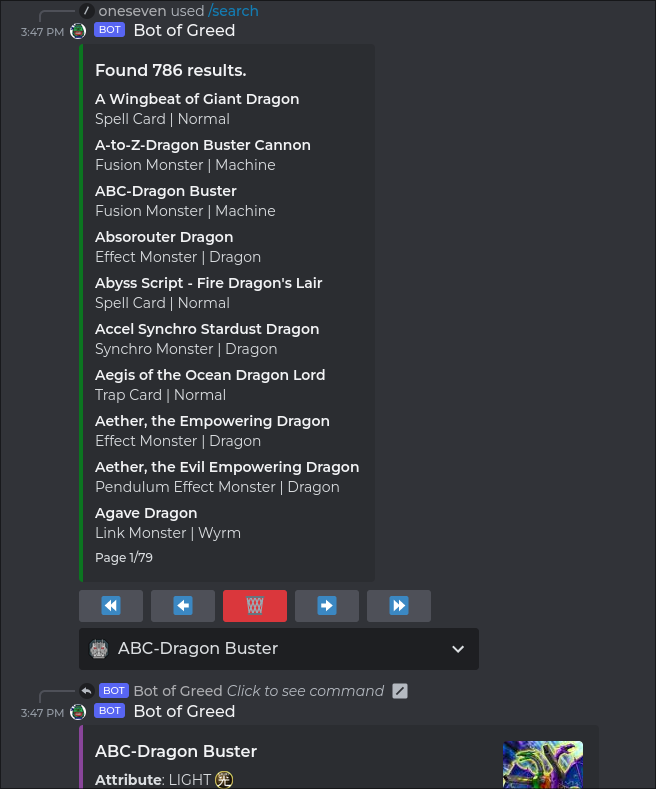 oneseven used /search
3:47 PM BOT Bot of Greed
Found 786 results.
A Wingbeat of Giant Dragon
Spell Card | Normal
A-to-Z-Dragon Buster Cannon
Fusion Monster | Machine
ABC-Dragon Buster
Fusion Monster | Machine
Absorouter Dragon
Effect Monster | Dragon
Abyss Script - Fire Dragon's Lair
Spell Card | Normal
Accel Synchro Stardust Dragon
Synchro Monster | Dragon
Aegis of the Ocean Dragon Lord
Trap Card | Normal
Aether, the Empowering Dragon
Effect Monster | Dragon
Aether, the Evil Empowering Dragon
Pendulum Effect Monster | Dragon
Agave Dragon
Link Monster | Wyrm
Page 1/79
ABC-Dragon Buster
BOT Bot of Greed Click to see command
3:47 PM BOT Bot of Greed
ABC-Dragon Buster
Attribute: LIGHT 光